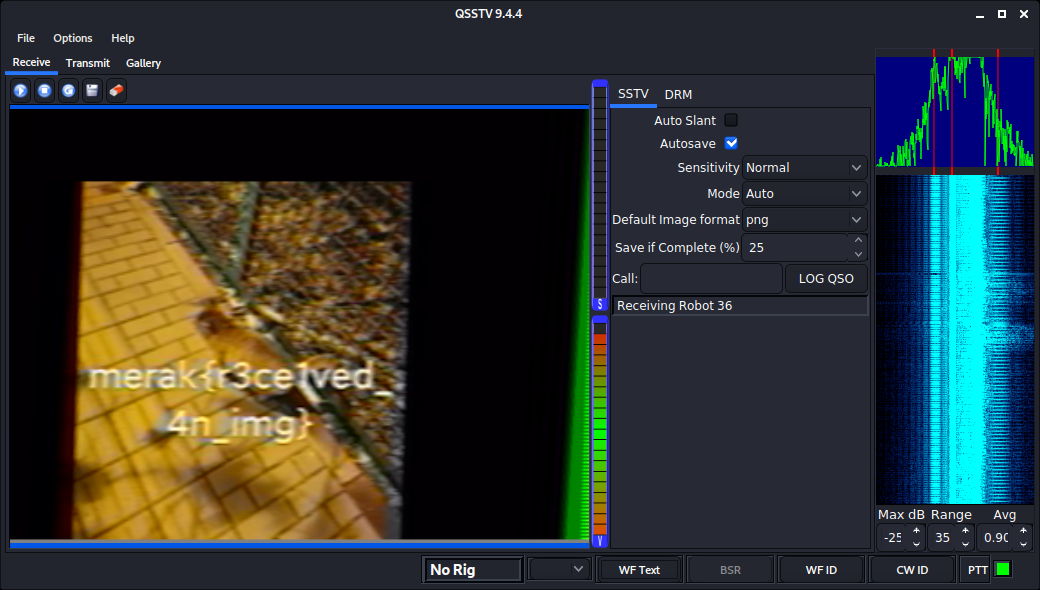 QSSTV 9.4.4
File Options Help
Receive Transmit Gallery
SSTV DRM
Auto Slant
Autosave
Sensitivity Normal
Mode Auto
Default Image format png
Save if Complete (%) 25
Call: LOG QSO
Receiving Robot 36
S
V
merak{r3ce1ved_
4n_img}
Max dB Range Avg
-25 35 0.90
No Rig WF Text BSR WF ID CW ID PTT